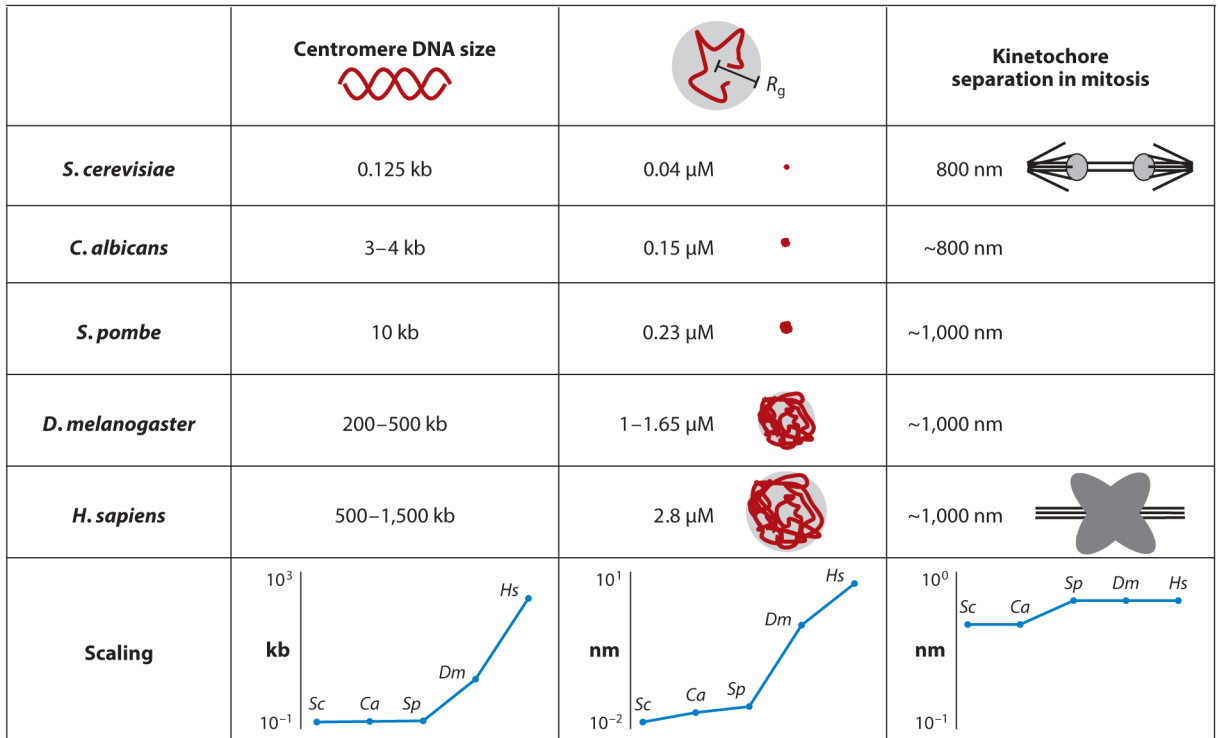 Centromere DNA size
R₉
Kinetochore
separation in mitosis
S. cerevisiae
0.125 kb
0.04 μM
800 nm
C. albicans
3–4 kb
0.15 μM
~800 nm
S. pombe
10 kb
0.23 μM
~1,000 nm
D. melanogaster
200–500 kb
1–1.65 μM
~1,000 nm
H. sapiens
500–1,500 kb
2.8 μM
~1,000 nm
Scaling
10³
kb
10⁻¹
Sc
Ca
Sp
Dm
Hs
10¹
nm
10⁻²
Sc
Ca
Sp
Dm
Hs
10⁰
nm
10⁻¹
Sc
Ca
Sp
Dm
Hs